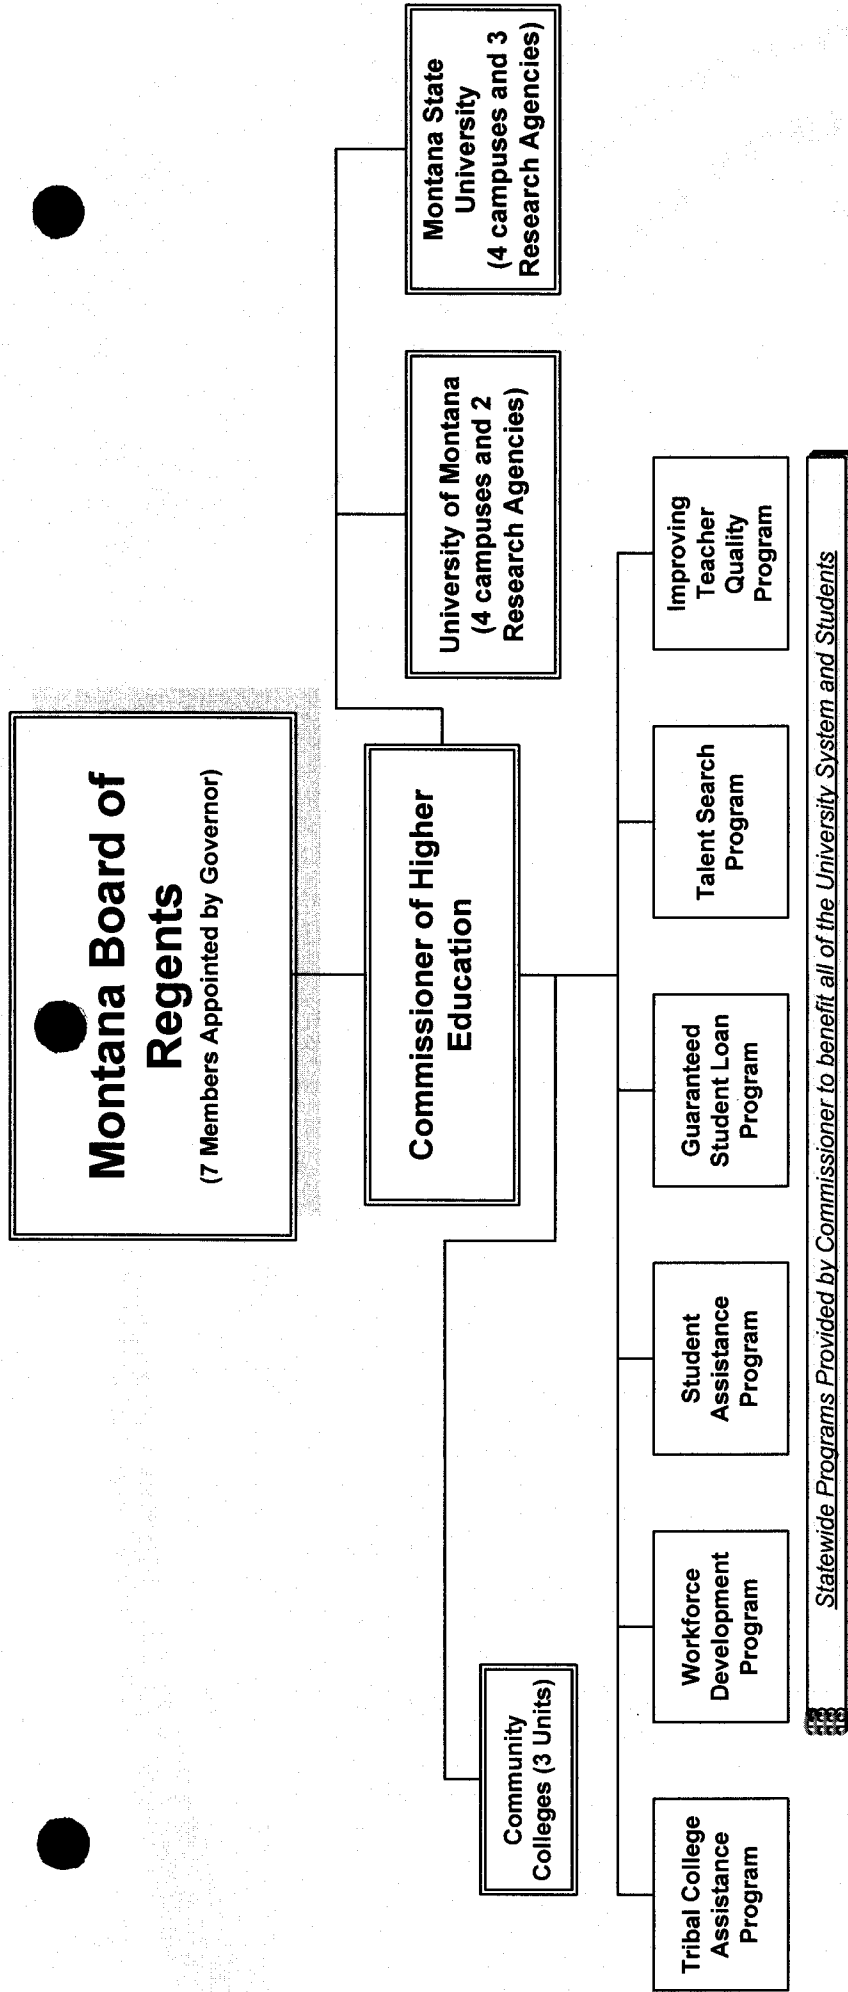 Montana Board of
Regents
(7 Members Appointed by Governor)
Commissioner of Higher
Education
Community
Colleges (3 Units)
University of Montana
(4 campuses and 2
Research Agencies)
Montana State
University
(4 campuses and 3
Research Agencies)
Tribal College
Assistance
Program
Workforce
Development
Program
Student
Assistance
Program
Guaranteed
Student Loan
Program
Talent Search
Program
Improving
Teacher
Quality
Program
Statewide Programs Provided by Commissioner to benefit all of the University System and Students